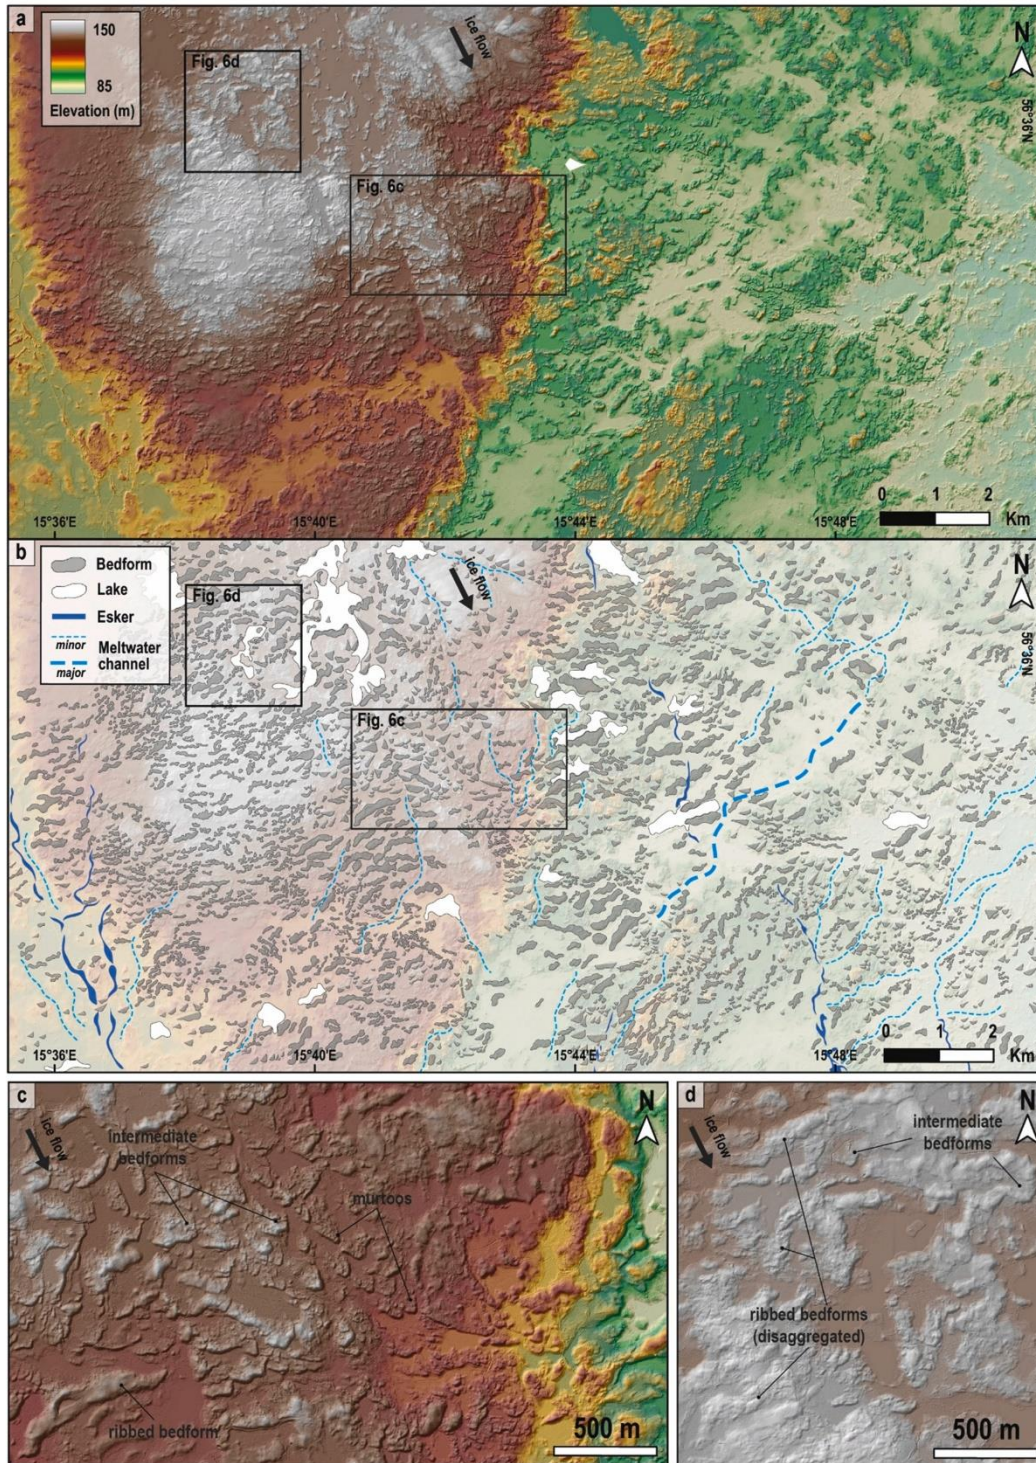 a
150
85
Elevation (m)
Fig. 6d
ice flow
N
56°36'N
Fig. 6c
0 1 2
Km
15°36'E
15°40'E
15°44'E
15°48'E
b
Bedform
Lake
Esker
minor
Meltwater
channel
major
Fig. 6d
ice flow
N
56°36'N
Fig. 6c
0 1 2
Km
15°36'E
15°40'E
15°44'E
15°48'E
c
ice flow
N
intermediate
bedforms
murtoos
ribbed bedform
500 m
d
ice flow
N
intermediate
bedforms
ribbed bedforms
(disaggregated)
500 m